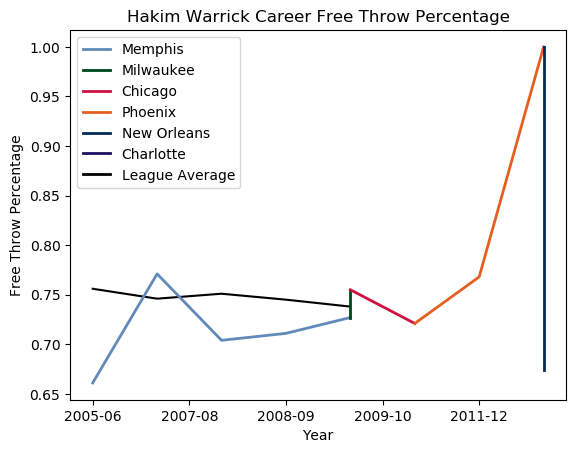 Hakim Warrick Career Free Throw Percentage
1.00
0.95
0.90
0.85
0.80
0.75
0.70
0.65
Free Throw Percentage
Memphis
Milwaukee
Chicago
Phoenix
New Orleans
Charlotte
League Average
2005-06 2007-08 2008-09 2009-10 2011-12
Year